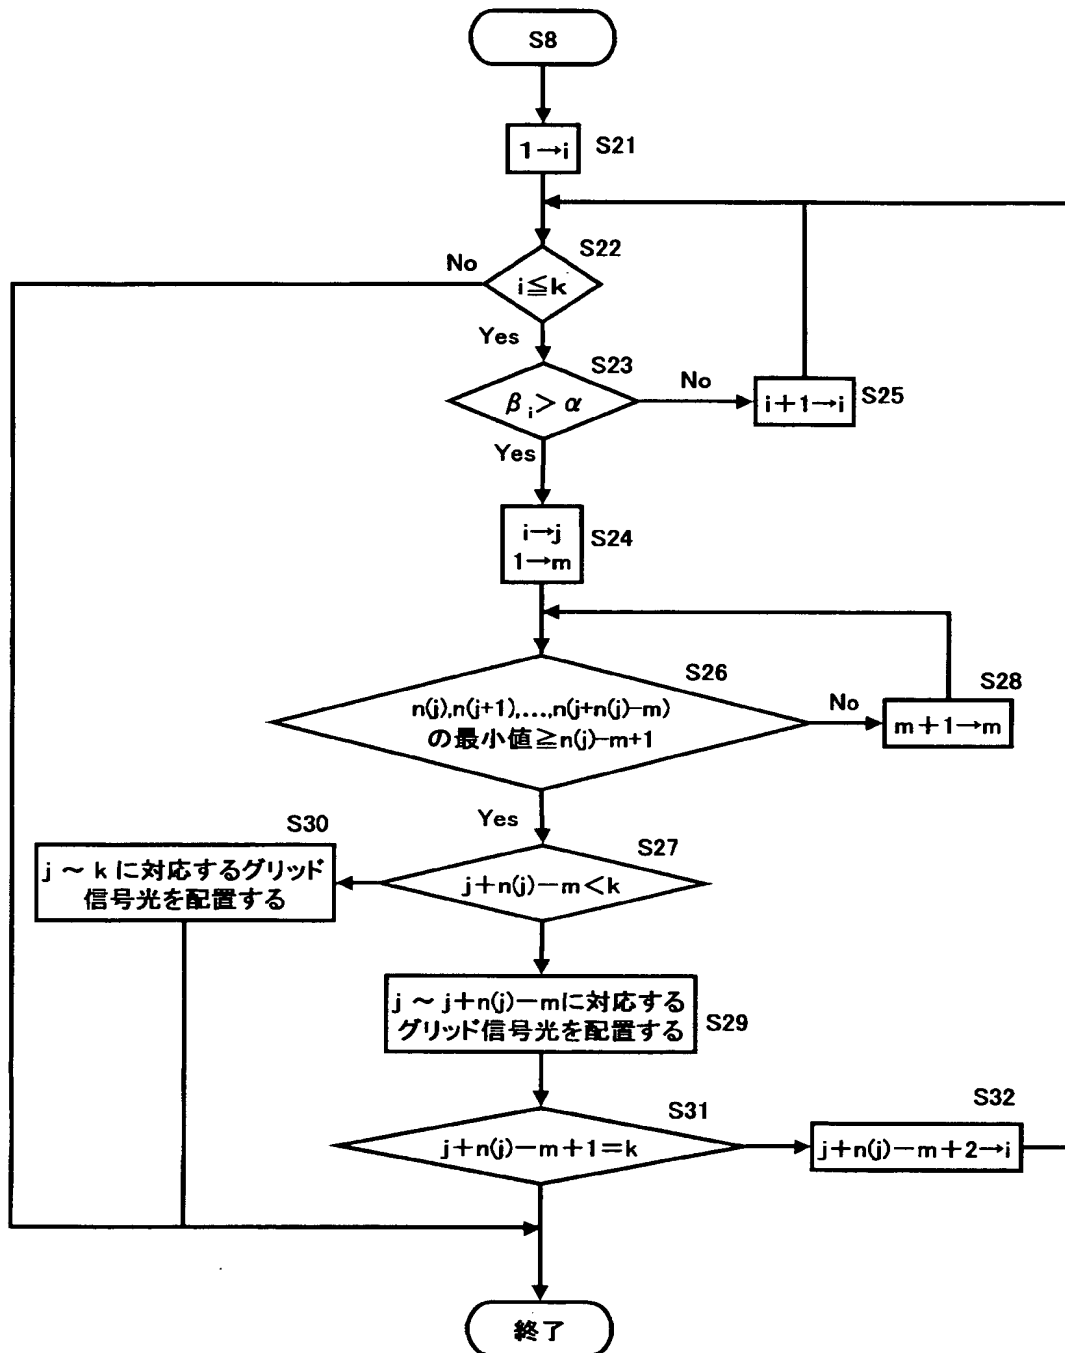 S8
1→i
S21
S22
No
i≦k
Yes
S23
βi>α
No
i+1→i
S25
Yes
i→j
1→m
S24
S26
n(j),n(j+1),...,n(j+n(j)-m)
の最小値≧n(j)-m+1
No
S28
m+1→m
Yes
S30
j ~ k に対応するグリッド
信号光を配置する
S27
j+n(j)-m<k
j ~ j+n(j)-mに対応する
グリッド信号光を配置する
S29
S31
j+n(j)-m+1=k
S32
j+n(j)-m+2→i
終了